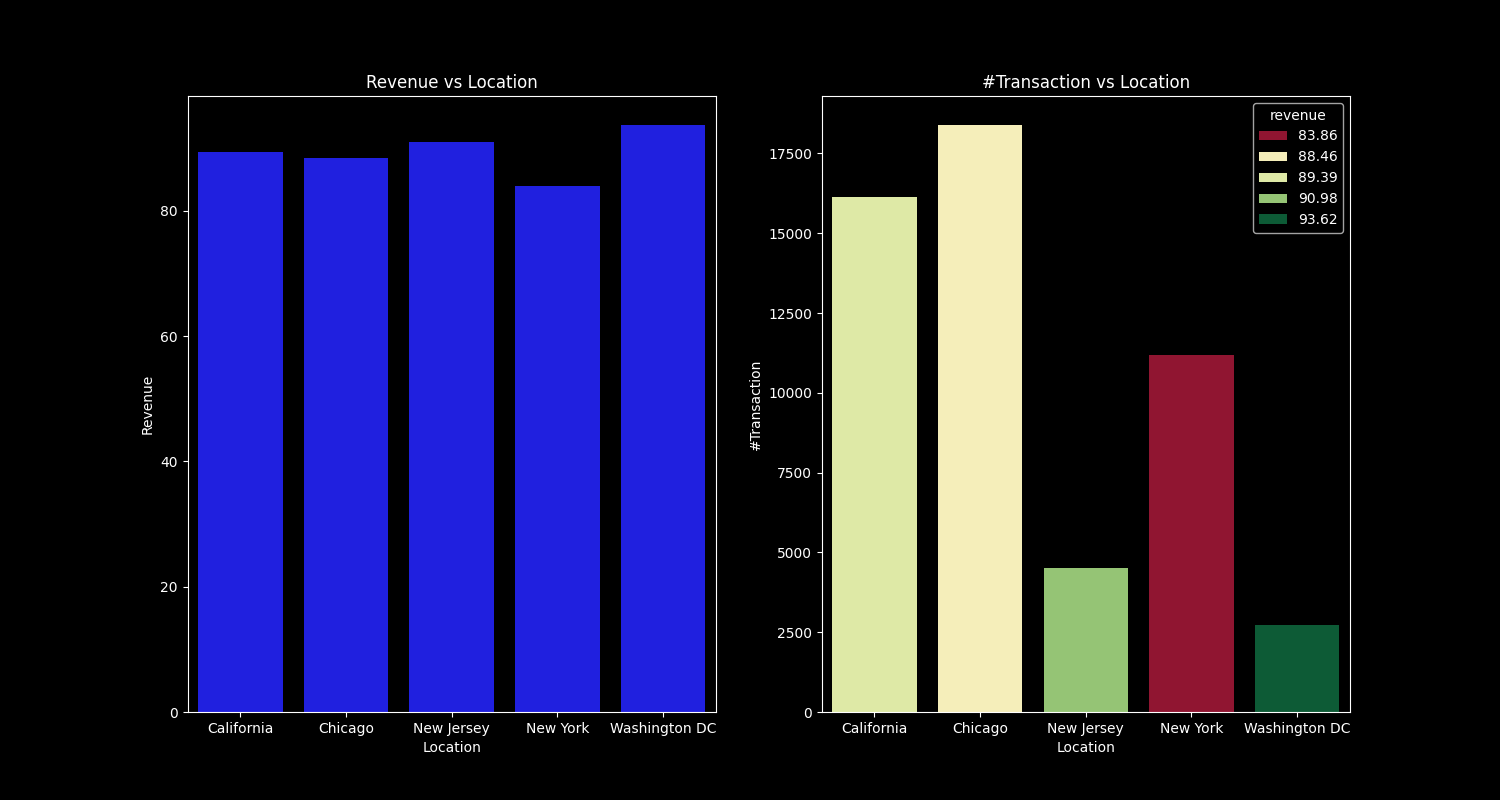 Revenue vs Location
Revenue
80
60
40
20
0
California Chicago New Jersey New York Washington DC
Location
#Transaction vs Location
#Transaction
17500
15000
12500
10000
7500
5000
2500
0
revenue
83.86
88.46
89.39
90.98
93.62
California Chicago New Jersey New York Washington DC
Location